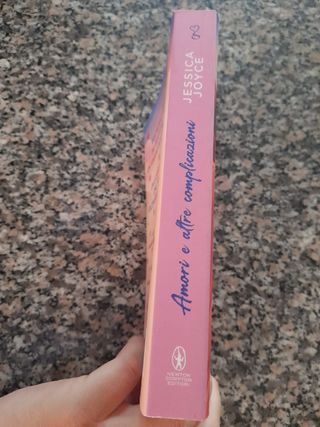 JESSICA
JOYCE
Amori e altre complicazioni
NEWTON
COMPTON
EDITORI